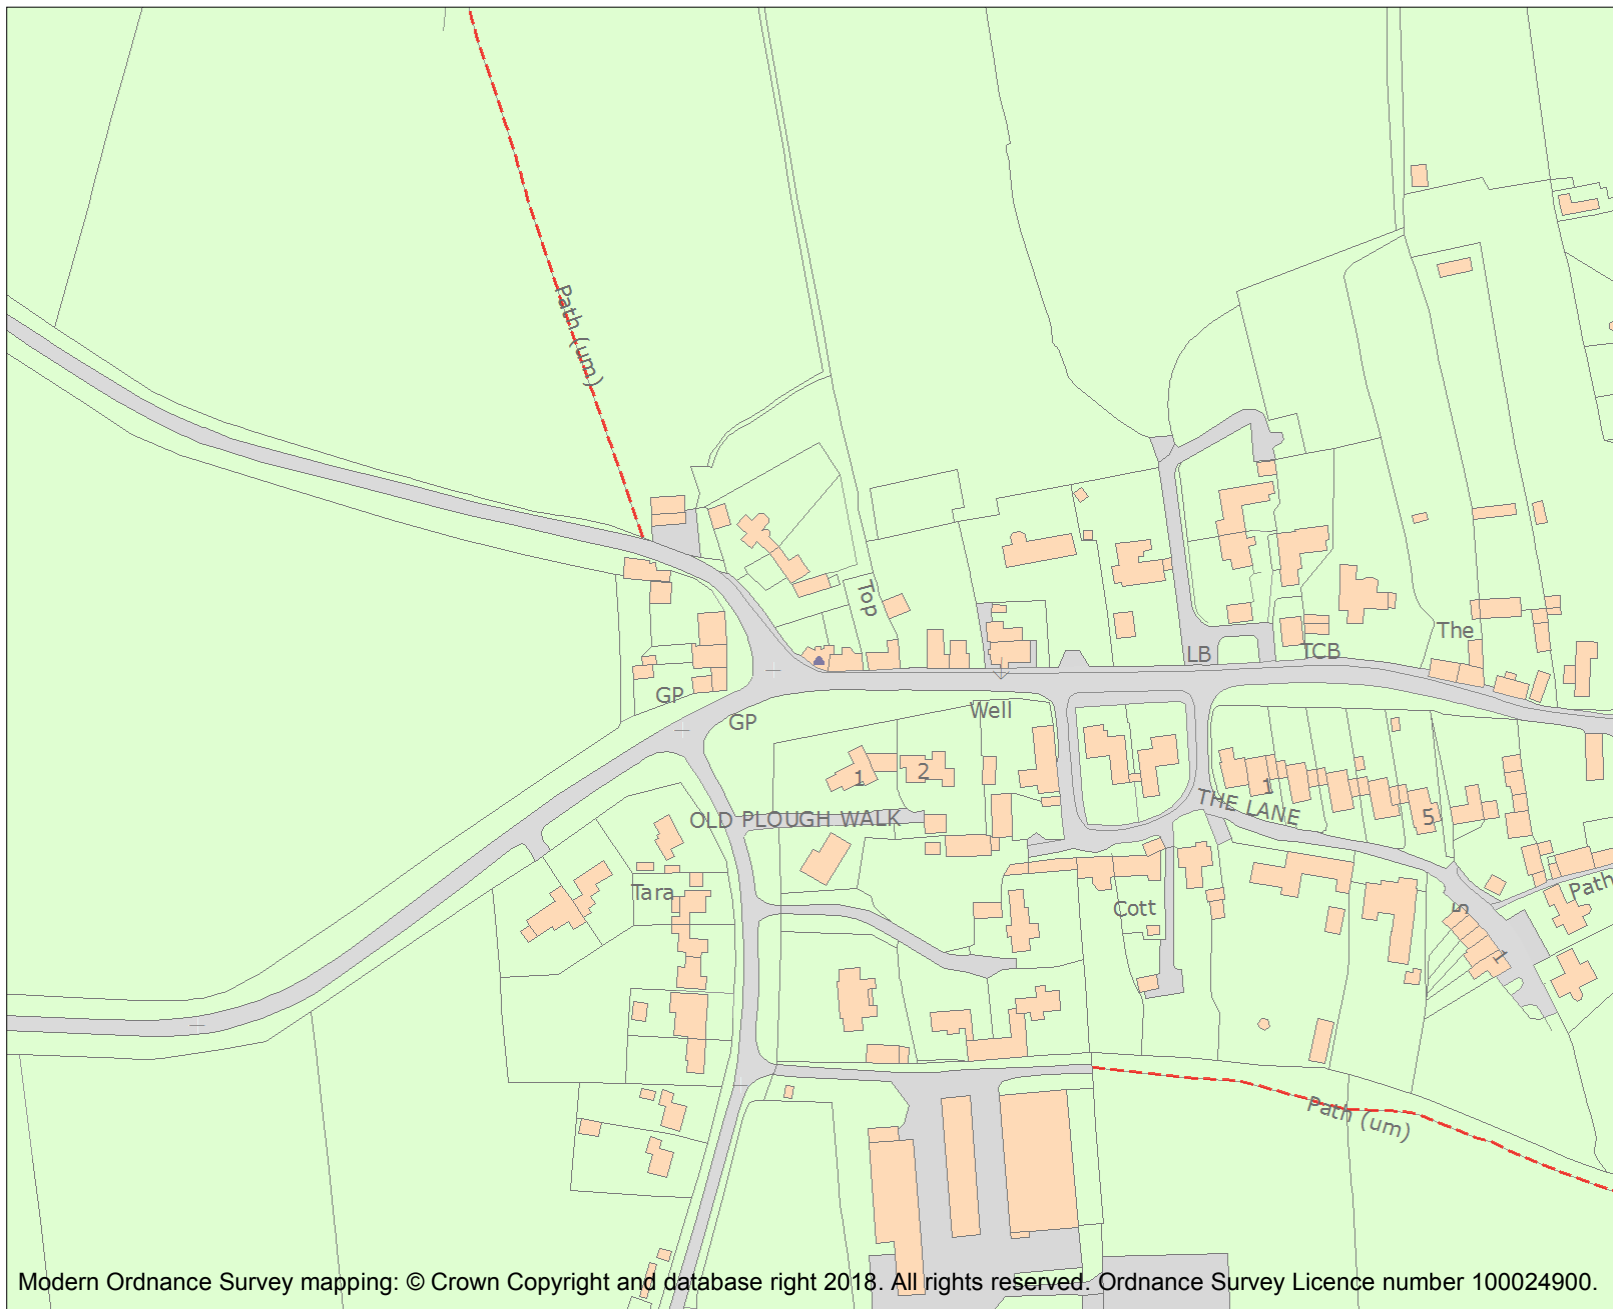 Path (um)
Top
The
LB
TCB
GP
Well
GP
1
2
1
THE LANE
5
OLD PLOUGH WALK
Tara
Path
Cott
5
1
Path (um)
Modern Ordnance Survey mapping: © Crown Copyright and database right 2018. All rights reserved. Ordnance Survey Licence number 100024900.